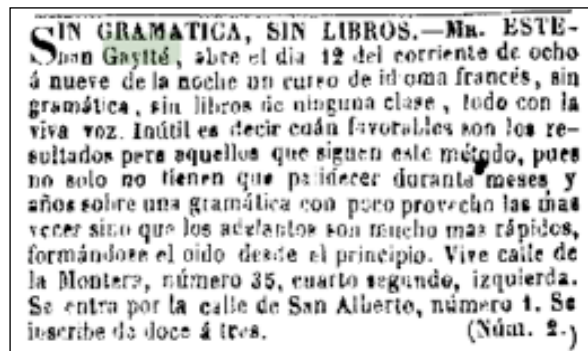 SIN GRAMATICA, SIN LIBROS.—MR. ESTE-
ban Gaytté, abre el dia 12 del corriente de ocho
á nueve de la noche un curso de idioma francés, sin
gramática, sin libros de ninguna clase, todo con la
viva voz. Inútil es decir cuán favorables son los re-
sultados para aquellos que siguen este método, pues
no solo no tienen que palidecer durante meses y
años sobre una gramática con poco provecho las mas
veces sino que los adelantos son mucho mas rápidos,
formándose el oido desde el principio. Vive calle de
la Montera, número 35, cuarto segundo, izquierda.
Se entra por la calle de San Alberto, número 1. Se
inscribe de doce á tres. (Núm. 2.)